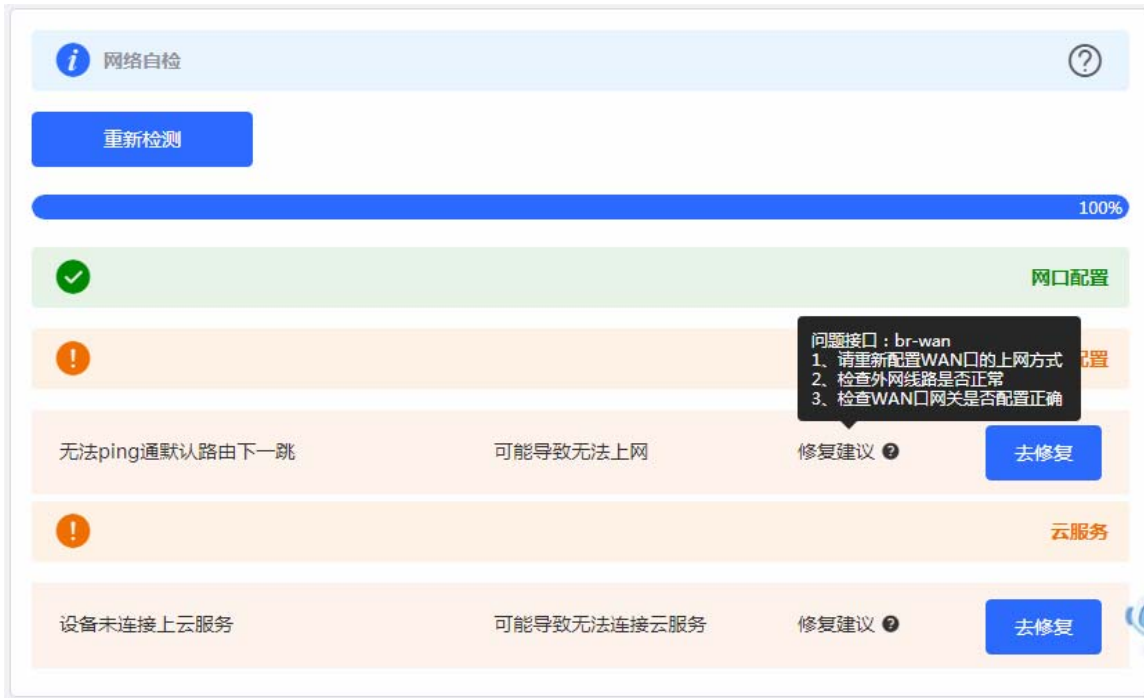 网络自检
重新检测
100%
网口配置
问题接口：br-wan
1、请重新配置WAN口的上网方式
2、检查外网线路是否正常
3、检查WAN口网关是否配置正确
置
无法ping通默认路由下一跳 可能导致无法上网 修复建议 去修复
云服务
设备未连接上云服务 可能导致无法连接云服务 修复建议 去修复